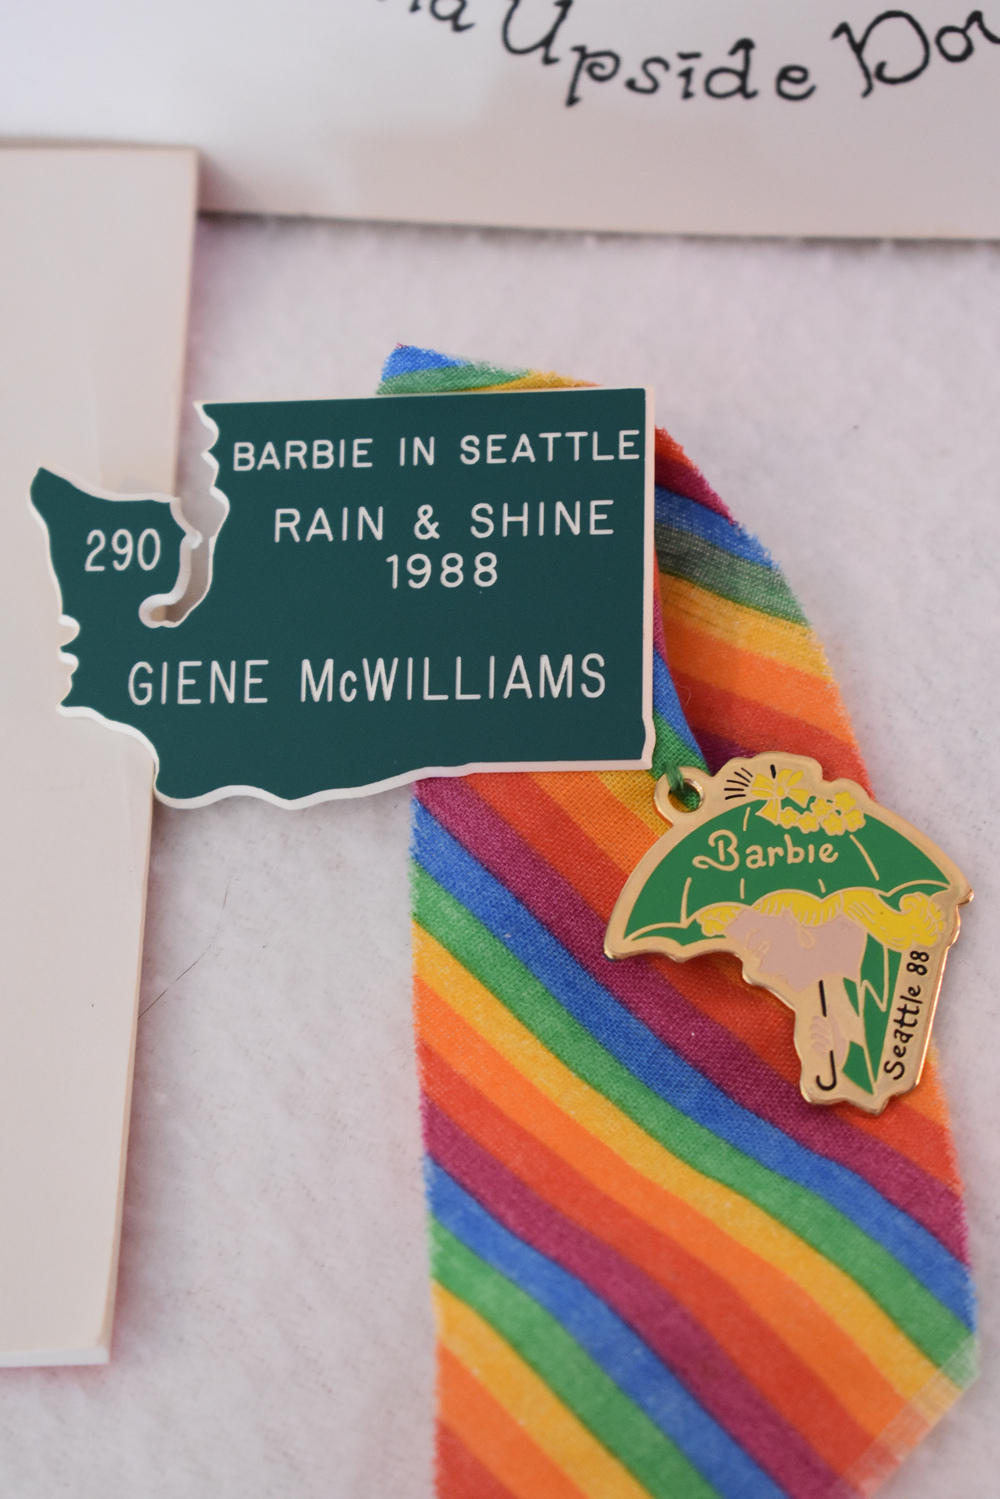 Upside
BARBIE IN SEATTLE
RAIN & SHINE
1988
290
GIENE McWILLIAMS
Barbie
Seattle 88